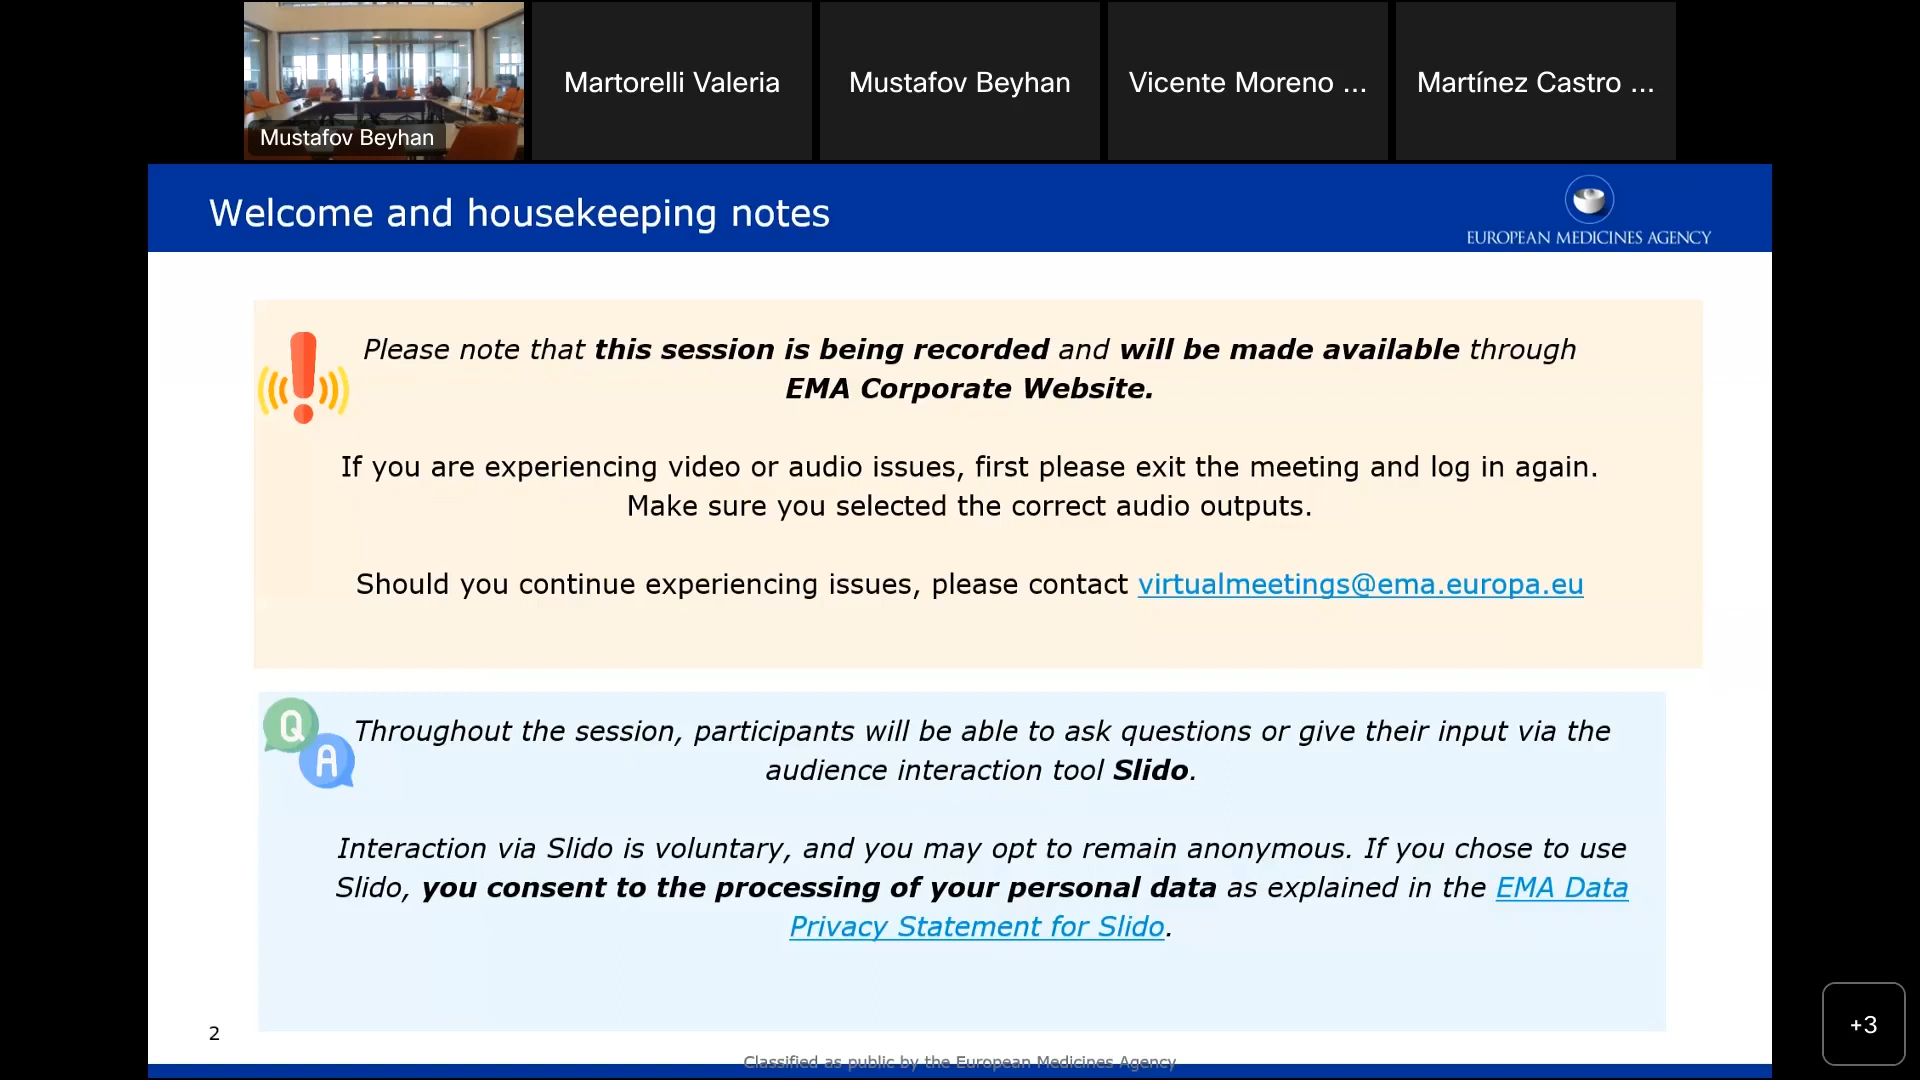 Martorelli Valeria
Mustafov Beyhan
Vicente Moreno ...
Martínez Castro ...
Mustafov Beyhan
Welcome and housekeeping notes
EUROPEAN MEDICINES AGENCY
Please note that this session is being recorded and will be made available through
EMA Corporate Website.
If you are experiencing video or audio issues, first please exit the meeting and log in again.
Make sure you selected the correct audio outputs.
Should you continue experiencing issues, please contact virtualmeetings@ema.europa.eu
Q
A
Throughout the session, participants will be able to ask questions or give their input via the
audience interaction tool Slido.
Interaction via Slido is voluntary, and you may opt to remain anonymous. If you chose to use
Slido, you consent to the processing of your personal data as explained in the EMA Data
Privacy Statement for Slido.
2
Classified as public by the European Medicines Agency
+3